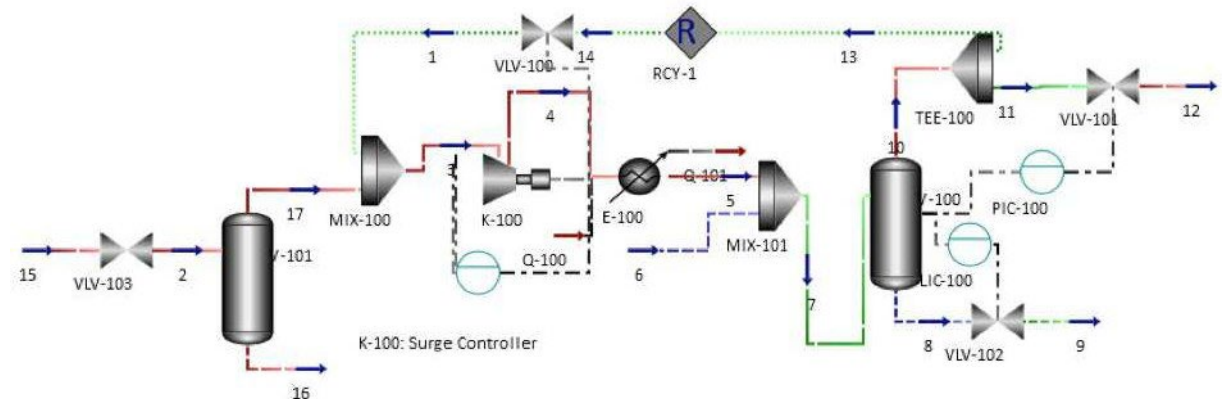 1
VLV-100
14
R
RCY-1
13
4
TEE-100
11
VLV-101
12
10
3
17
MIX-100
K-100
E-100
Q-101
5
MIX-101
V-100
PIC-100
15
VLV-103
2
V-101
Q-100
6
LIC-100
7
K-100: Surge Controller
8
VLV-102
9
16